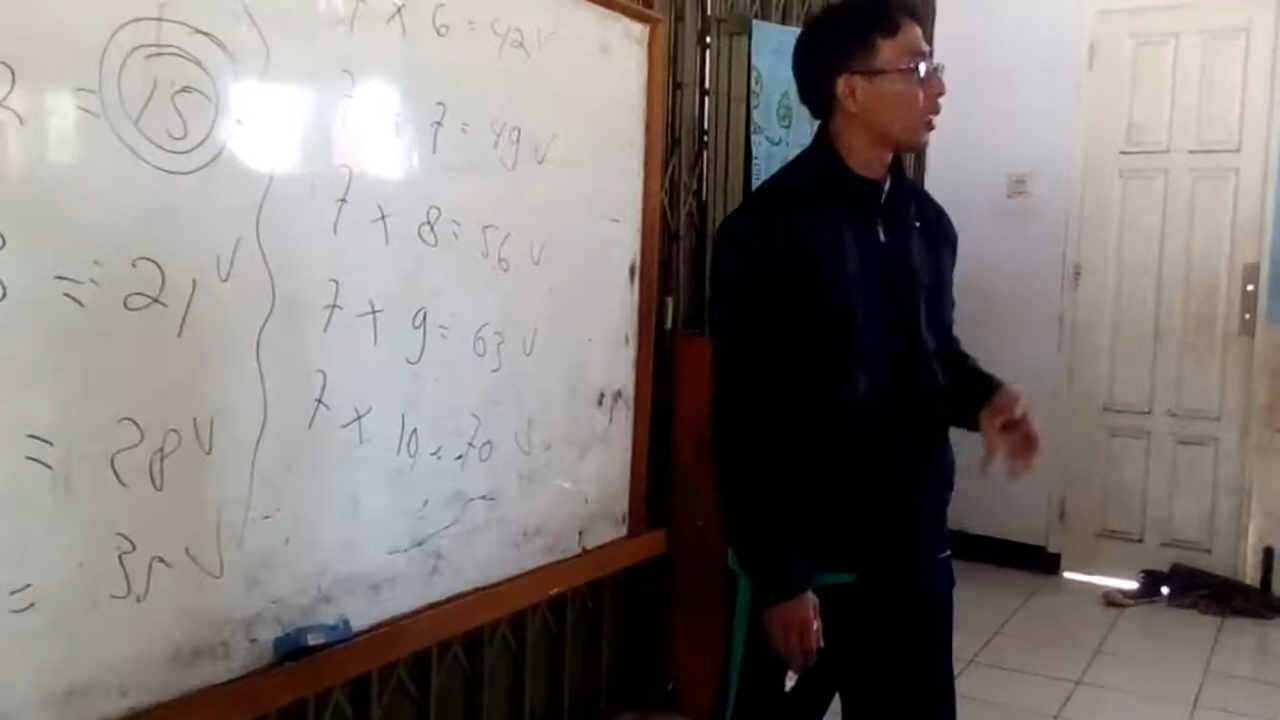 = 15
= 21
= 28
= 35
7 x 6 = 42
7 = 49
7 x 8 = 56
7 x 9 = 63
7 x 10 = 70